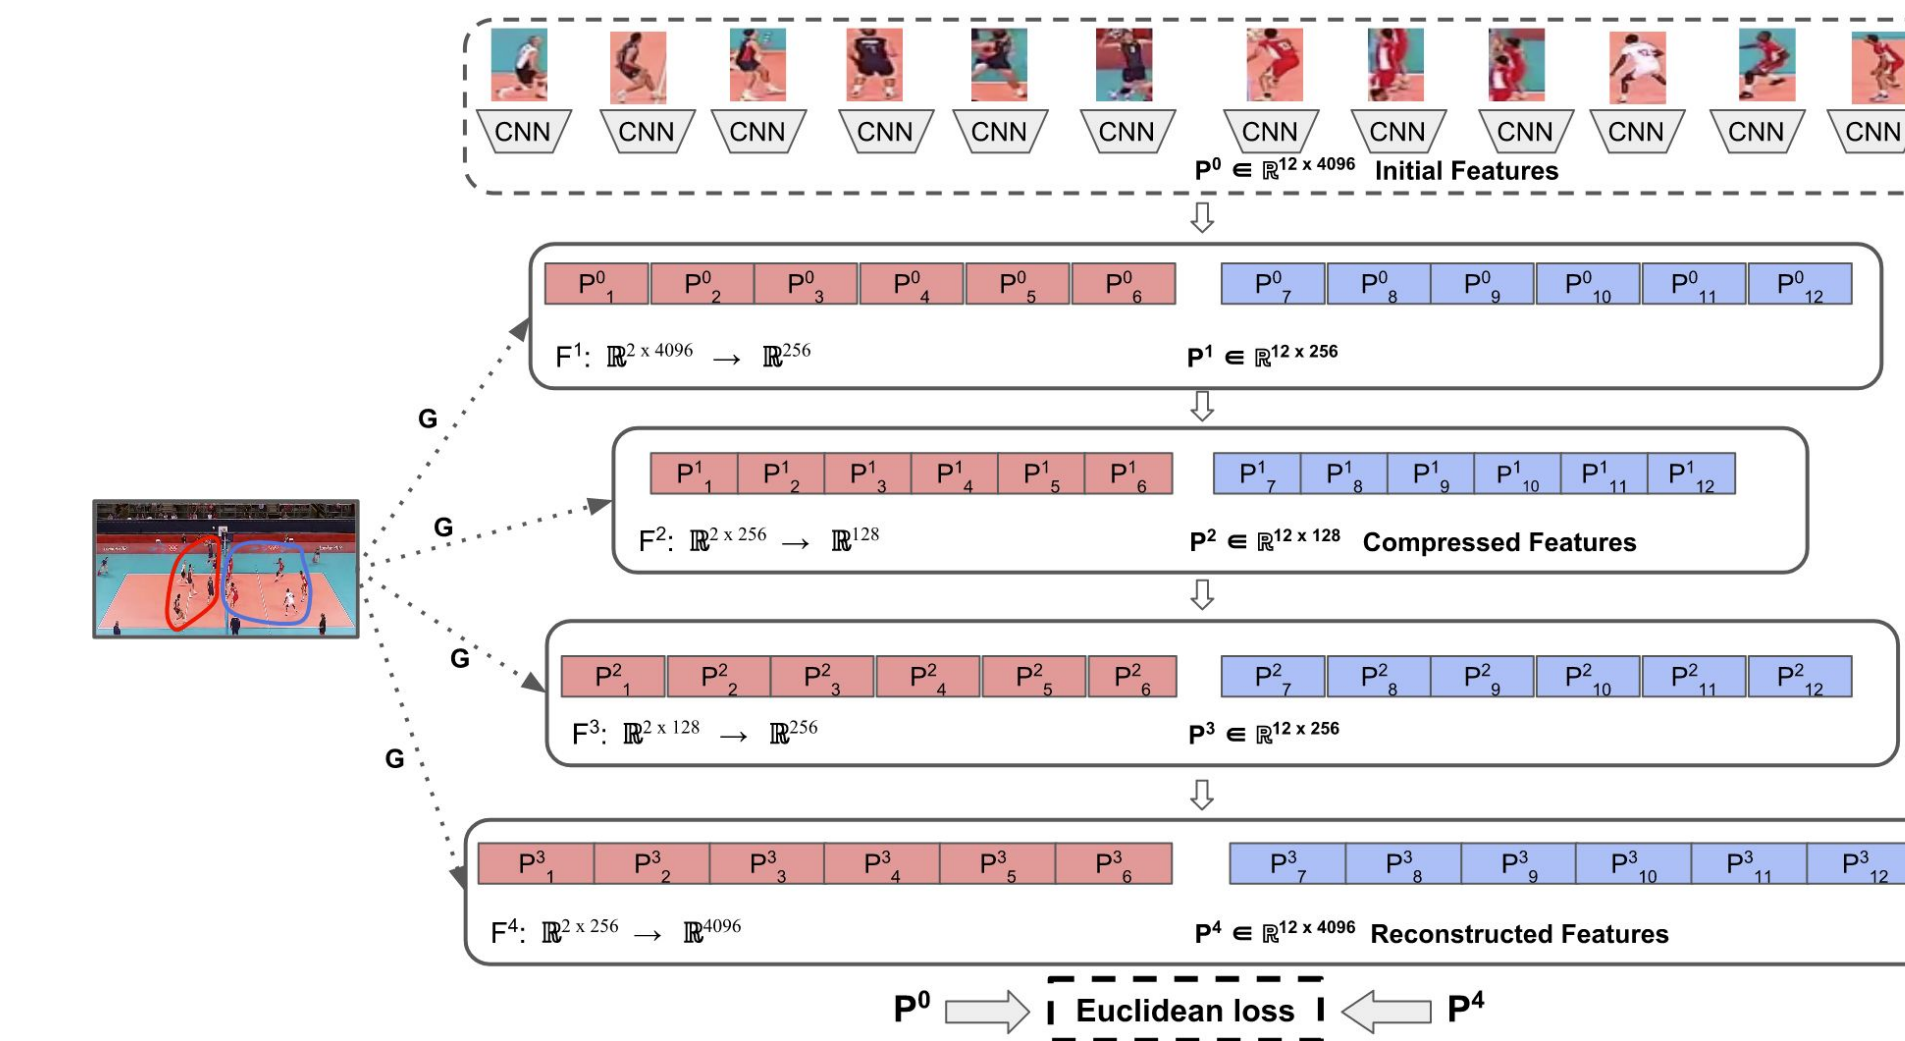 CNN CNN CNN CNN CNN CNN CNN CNN CNN CNN CNN CNN
P⁰ ∈ ℝ¹² ˣ ⁴⁰⁹⁶ Initial Features
P⁰₁ P⁰₂ P⁰₃ P⁰₄ P⁰₅ P⁰₆ P⁰₇ P⁰₈ P⁰₉ P⁰₁₀ P⁰₁₁ P⁰₁₂
F¹: ℝ² ˣ ⁴⁰⁹⁶ → ℝ²⁵⁶ P¹ ∈ ℝ¹² ˣ ²⁵⁶
G
P¹₁ P¹₂ P¹₃ P¹₄ P¹₅ P¹₆ P¹₇ P¹₈ P¹₉ P¹₁₀ P¹₁₁ P¹₁₂
G
F²: ℝ² ˣ ²⁵⁶ → ℝ¹²⁸ P² ∈ ℝ¹² ˣ ¹²⁸ Compressed Features
G
P²₁ P²₂ P²₃ P²₄ P²₅ P²₆ P²₇ P²₈ P²₉ P²₁₀ P²₁₁ P²₁₂
F³: ℝ² ˣ ¹²⁸ → ℝ²⁵⁶ P³ ∈ ℝ¹² ˣ ²⁵⁶
G
P³₁ P³₂ P³₃ P³₄ P³₅ P³₆ P³₇ P³₈ P³₉ P³₁₀ P³₁₁ P³₁₂
F⁴: ℝ² ˣ ²⁵⁶ → ℝ⁴⁰⁹⁶ P⁴ ∈ ℝ¹² ˣ ⁴⁰⁹⁶ Reconstructed Features
P⁰ Euclidean loss P⁴